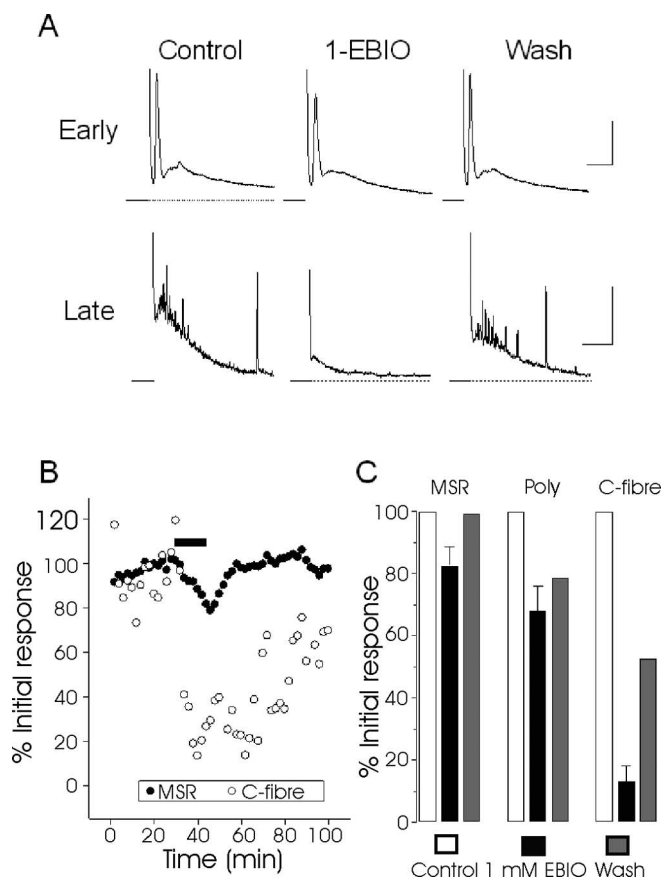 A
Control 1-EBIO Wash
Early
Late
B
% Initial response
120
100
80
60
40
20
0
MSR C-fibre
0 20 40 60 80 100
Time (min)
C
MSR Poly C-fibre
% Initial response
100
80
60
40
20
0
Control 1 mM EBIO Wash